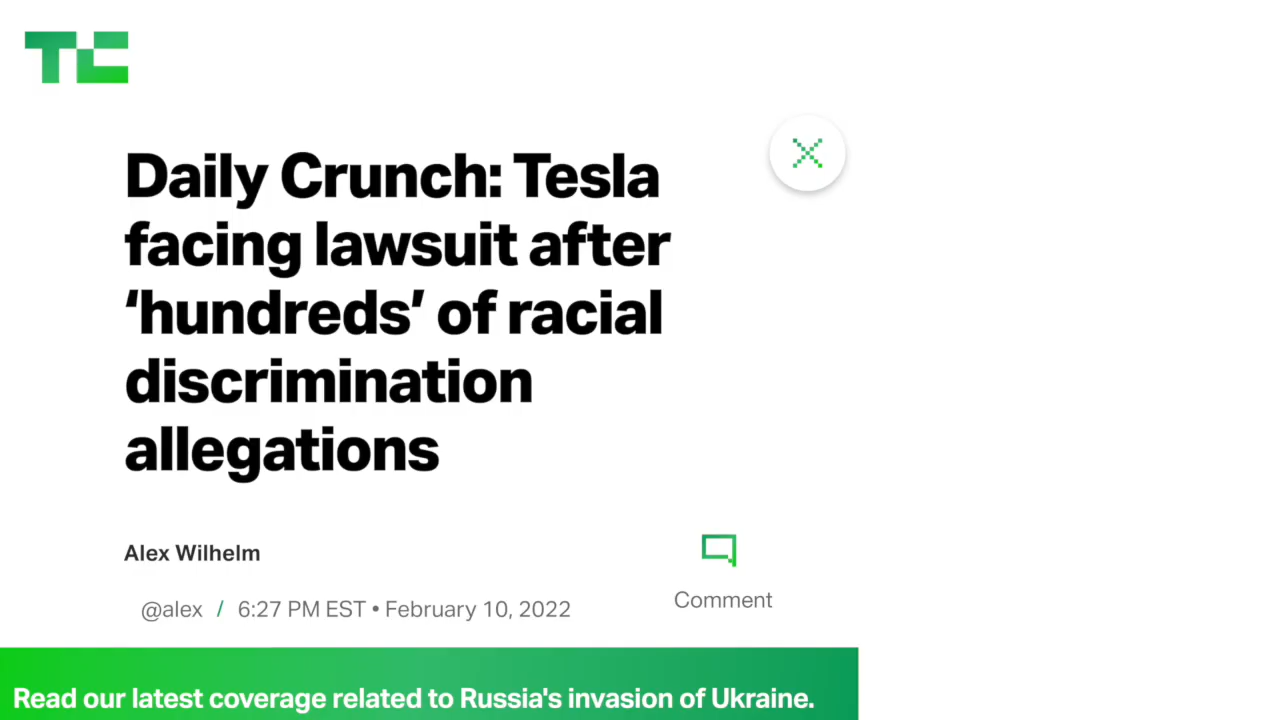 TC
Daily Crunch: Tesla
facing lawsuit after
‘hundreds’ of racial
discrimination
allegations
Alex Wilhelm
Comment
@alex / 6:27 PM EST • February 10, 2022
Read our latest coverage related to Russia's invasion of Ukraine.